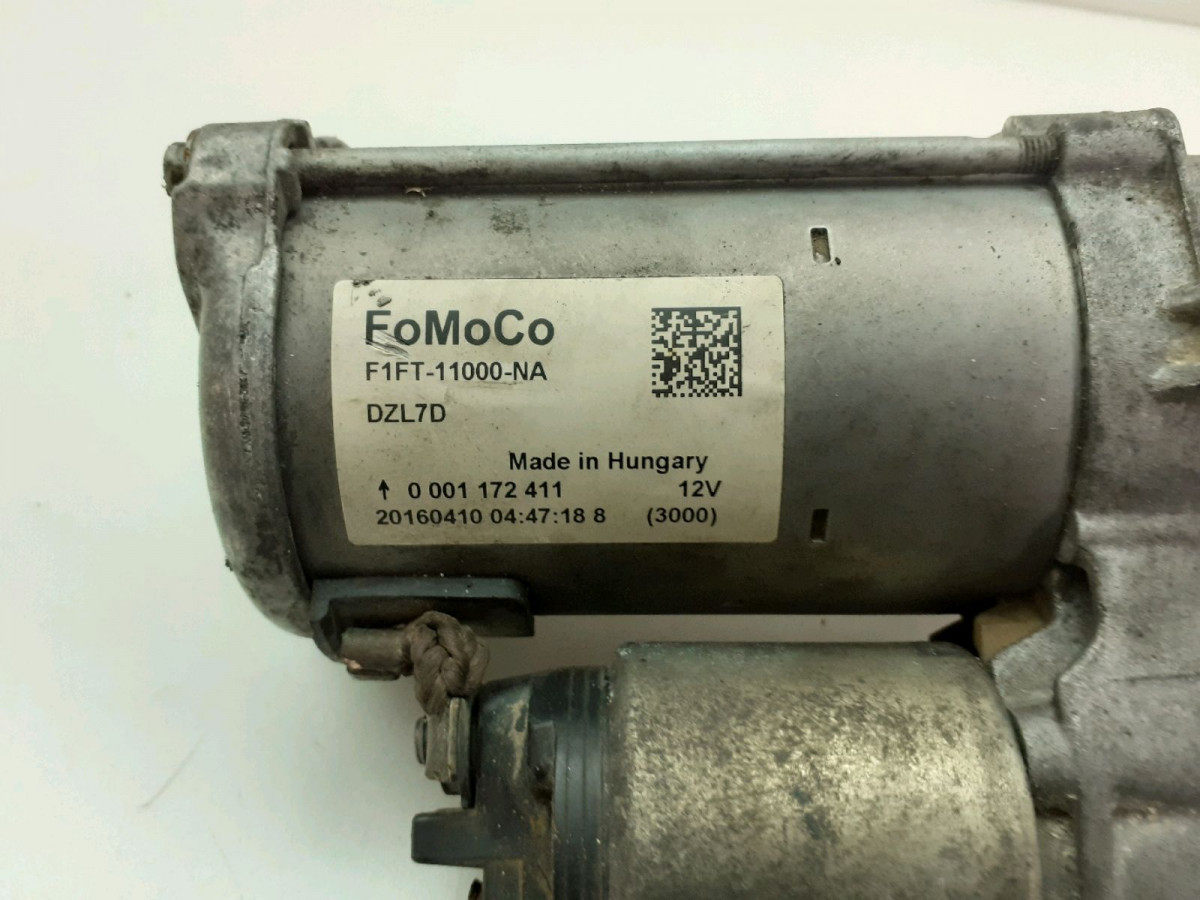 FoMoCo
F1FT-11000-NA
DZL7D
Made in Hungary
↑ 0 001 172 411 12V
20160410 04:47:18 8 (3000)